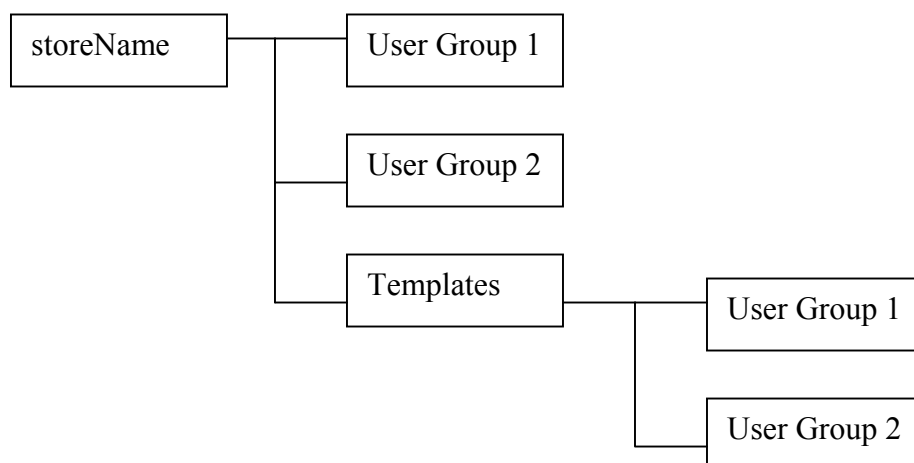 storeName
User Group 1
User Group 2
Templates
User Group 1
User Group 2